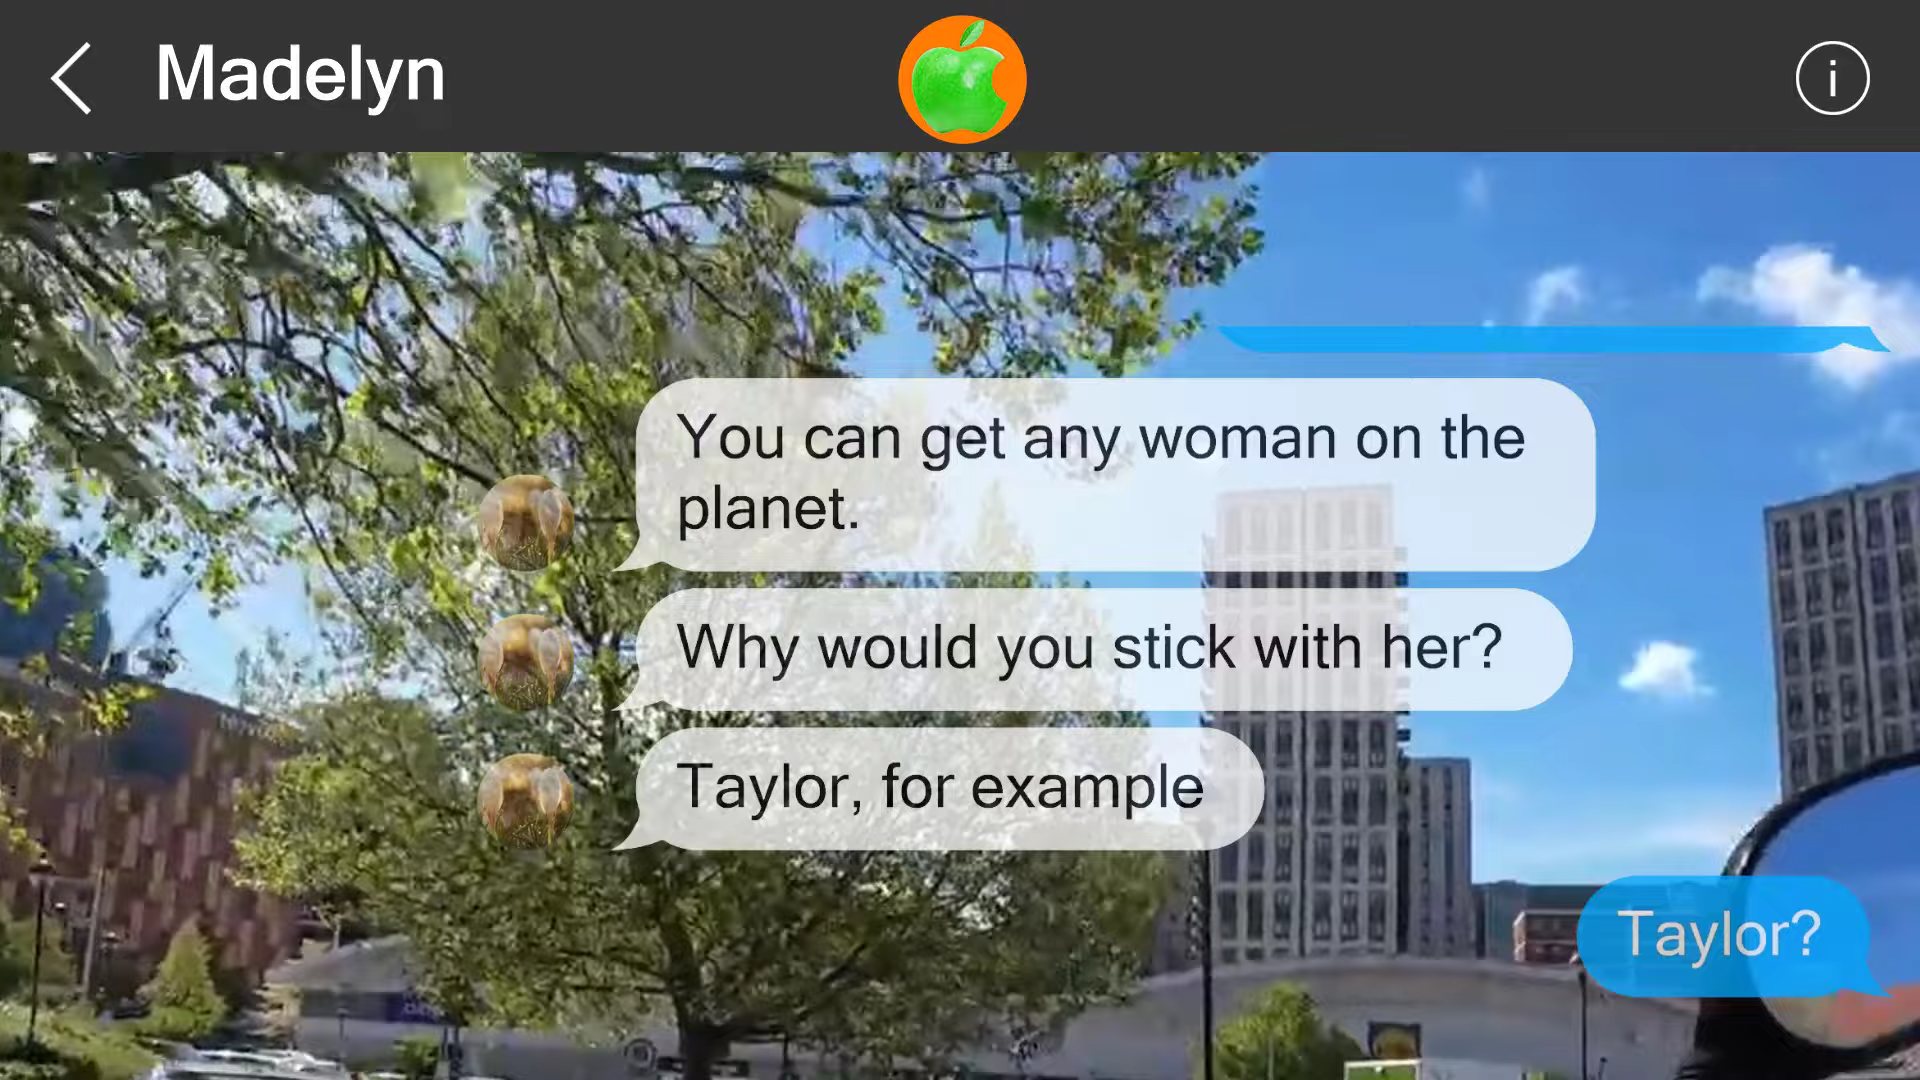 Madelyn
You can get any woman on the
planet.
Why would you stick with her?
Taylor, for example
Taylor?